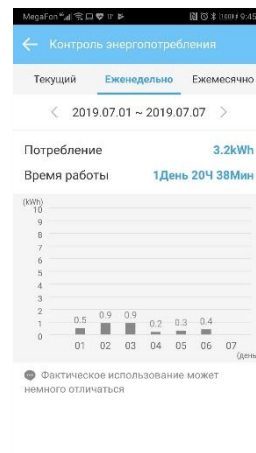 MegaFon 100% 9:45
Контроль энергопотребления
Текущий Еженедельно Ежемесячно
< 2019.07.01 ~ 2019.07.07 >
Потребление 3.2kWh
Время работы 1День 20Ч 38Мин
(kWh)
10
9
8
7
6
5
4
3
2
1
0
0.5 0.9 0.9 0.2 0.3 0.4
01 02 03 04 05 06 07
(день
Фактическое использование может
немного отличаться